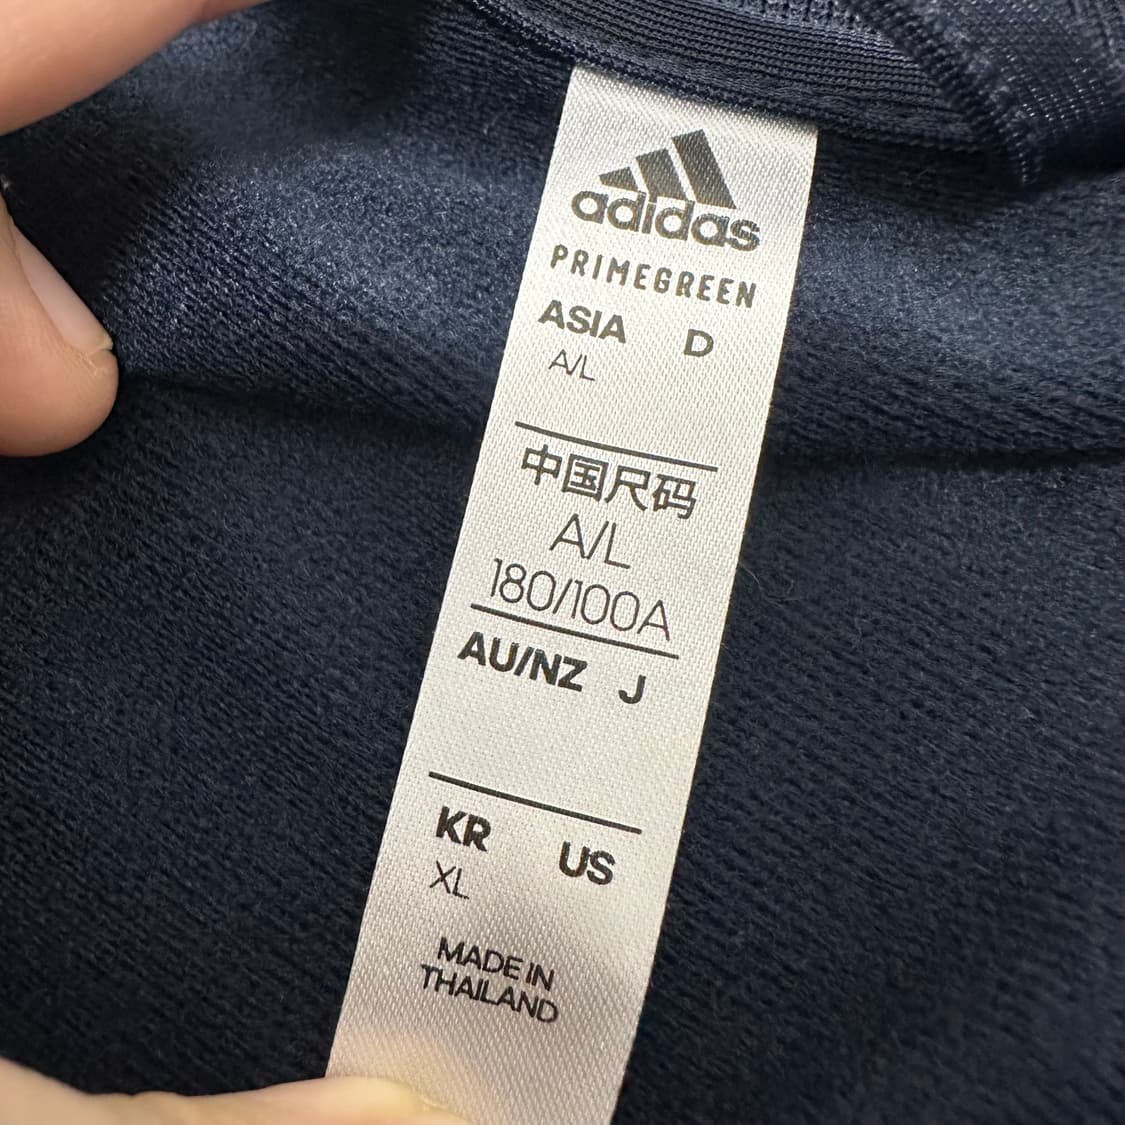 adidas
PRIMEGREEN
ASIA D
A/L
中国尺码
A/L
180/100A
AU/NZ J
KR US
XL
MADE IN
THAILAND